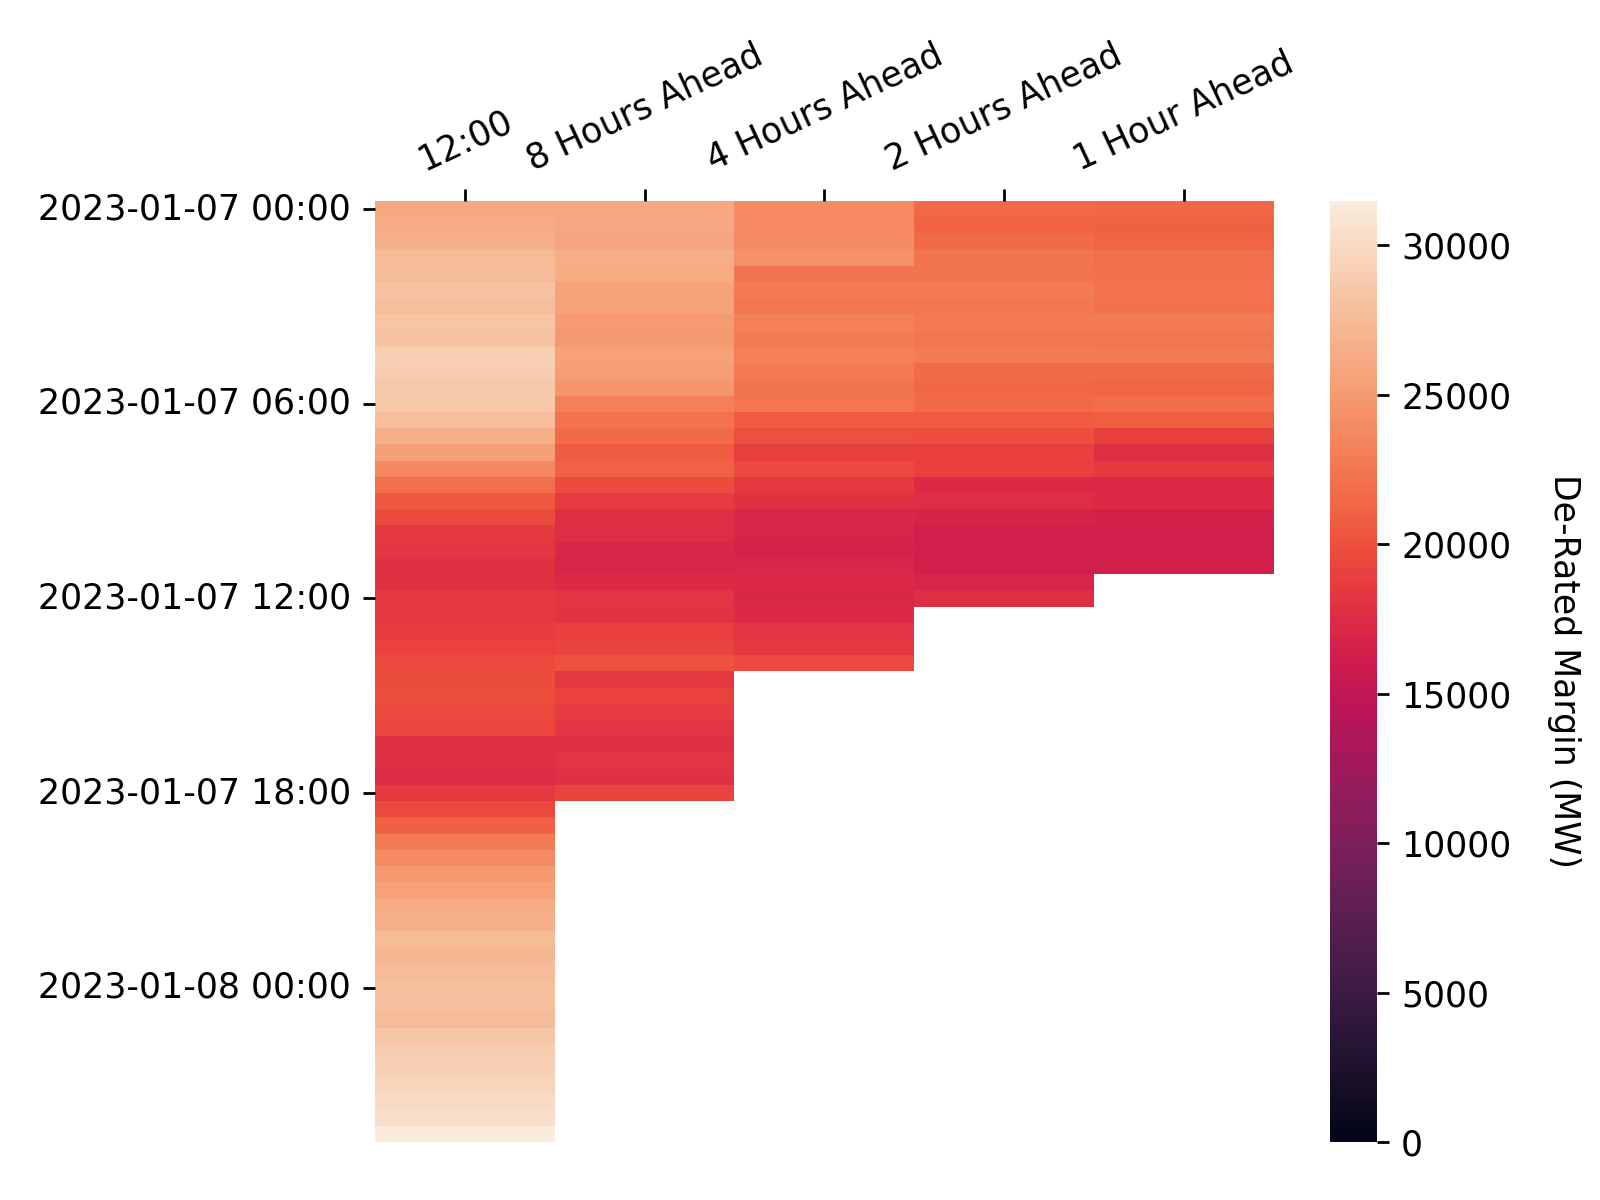 12:00
8 Hours Ahead
4 Hours Ahead
2 Hours Ahead
1 Hour Ahead
2023-01-07 00:00
2023-01-07 06:00
2023-01-07 12:00
2023-01-07 18:00
2023-01-08 00:00
30000
25000
20000
15000
10000
5000
0
De-Rated Margin (MW)